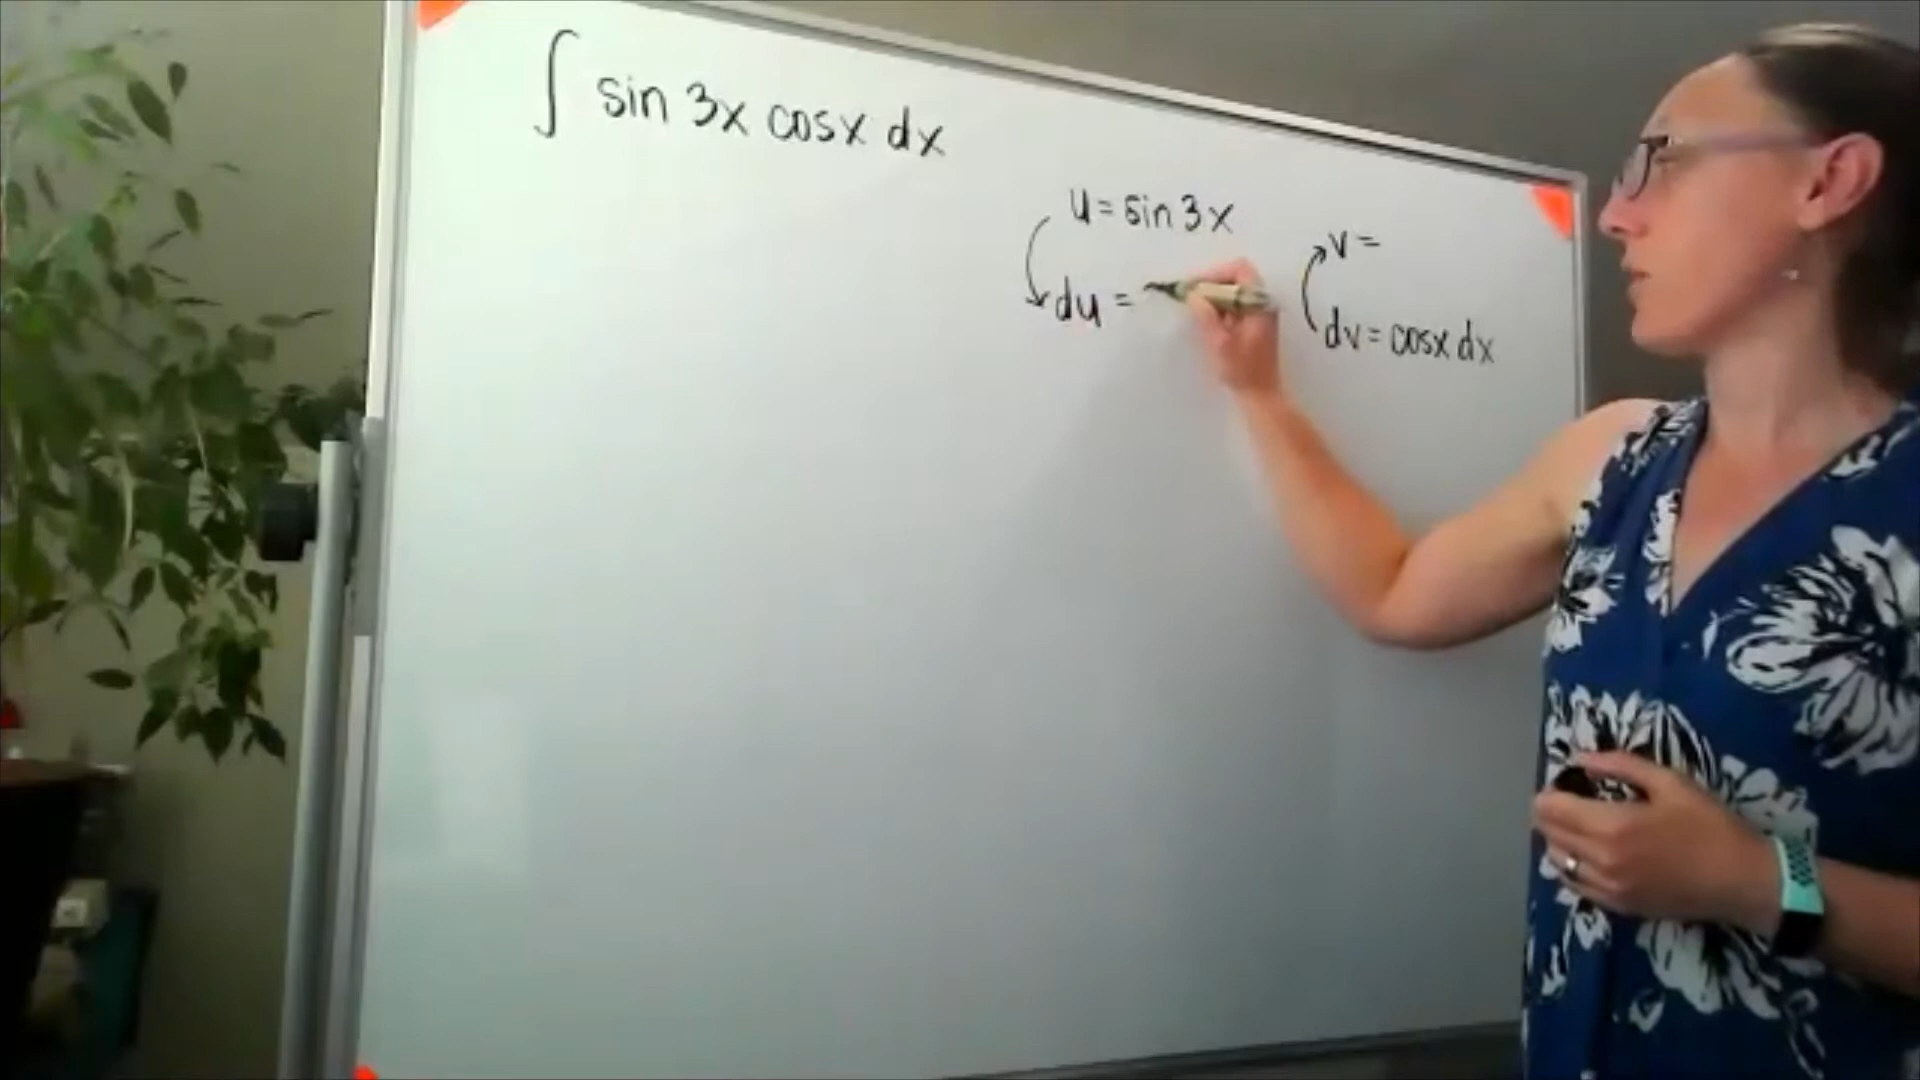 ∫ sin 3x cosx dx
u = sin 3x
v =
du =
dv = cosx dx